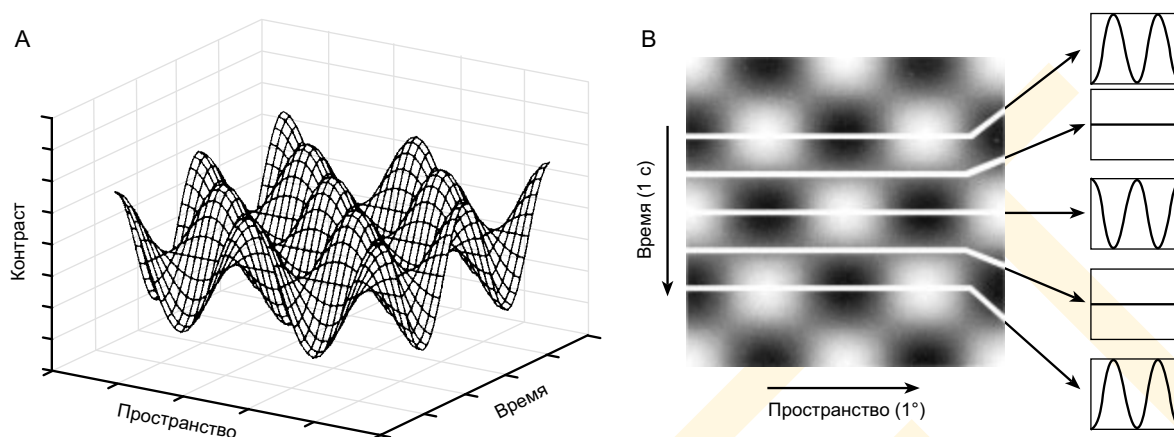 A
Контраст
Пространство
Время
B
Время (1 с)
Пространство (1°)